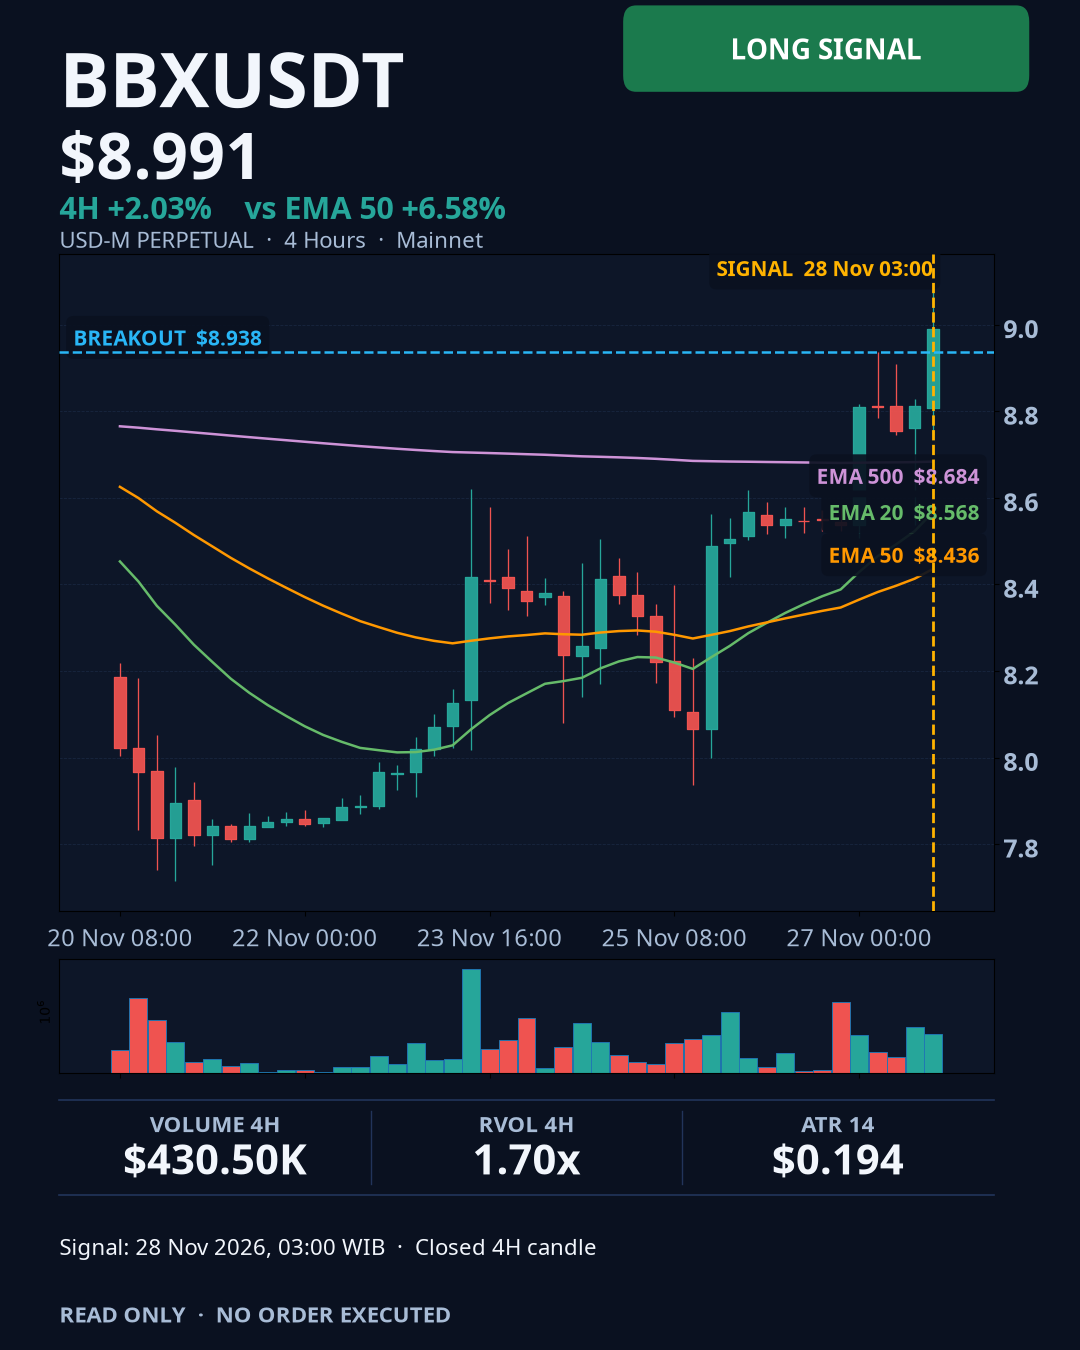 LONG SIGNAL
BBXUSDT
$8.991
4H +2.03% vs EMA 50 +6.58%
USD-M PERPETUAL · 4 Hours · Mainnet
SIGNAL 28 Nov 03:00
BREAKOUT $8.938
9.0
8.8
EMA 500 $8.684
8.6
EMA 20 $8.568
EMA 50 $8.436
8.4
8.2
8.0
7.8
20 Nov 08:00 22 Nov 00:00 23 Nov 16:00 25 Nov 08:00 27 Nov 00:00
10⁶
VOLUME 4H RVOL 4H ATR 14
$430.50K 1.70x $0.194
Signal: 28 Nov 2026, 03:00 WIB · Closed 4H candle
READ ONLY · NO ORDER EXECUTED